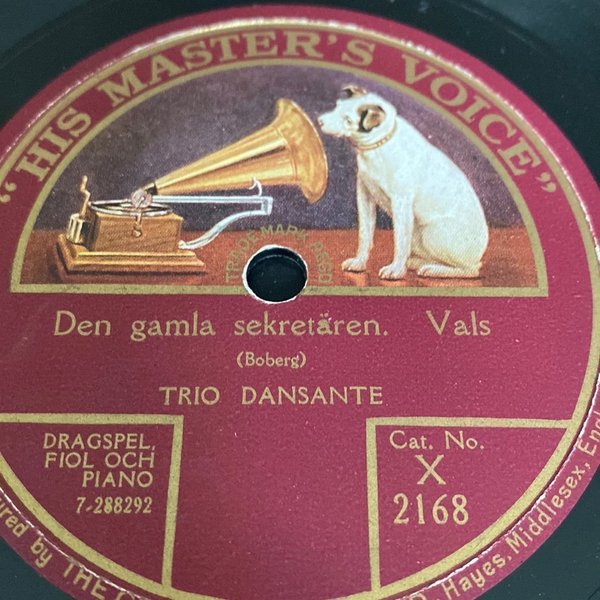 "HIS MASTER'S VOICE"
TRADE-MARK REGD
Den gamla sekretären. Vals
(Boberg)
TRIO DANSANTE
DRAGSPEL,
FIOL OCH
PIANO
7-288292
Cat. No.
X
2168
by THE
Hayes, Middlesex,